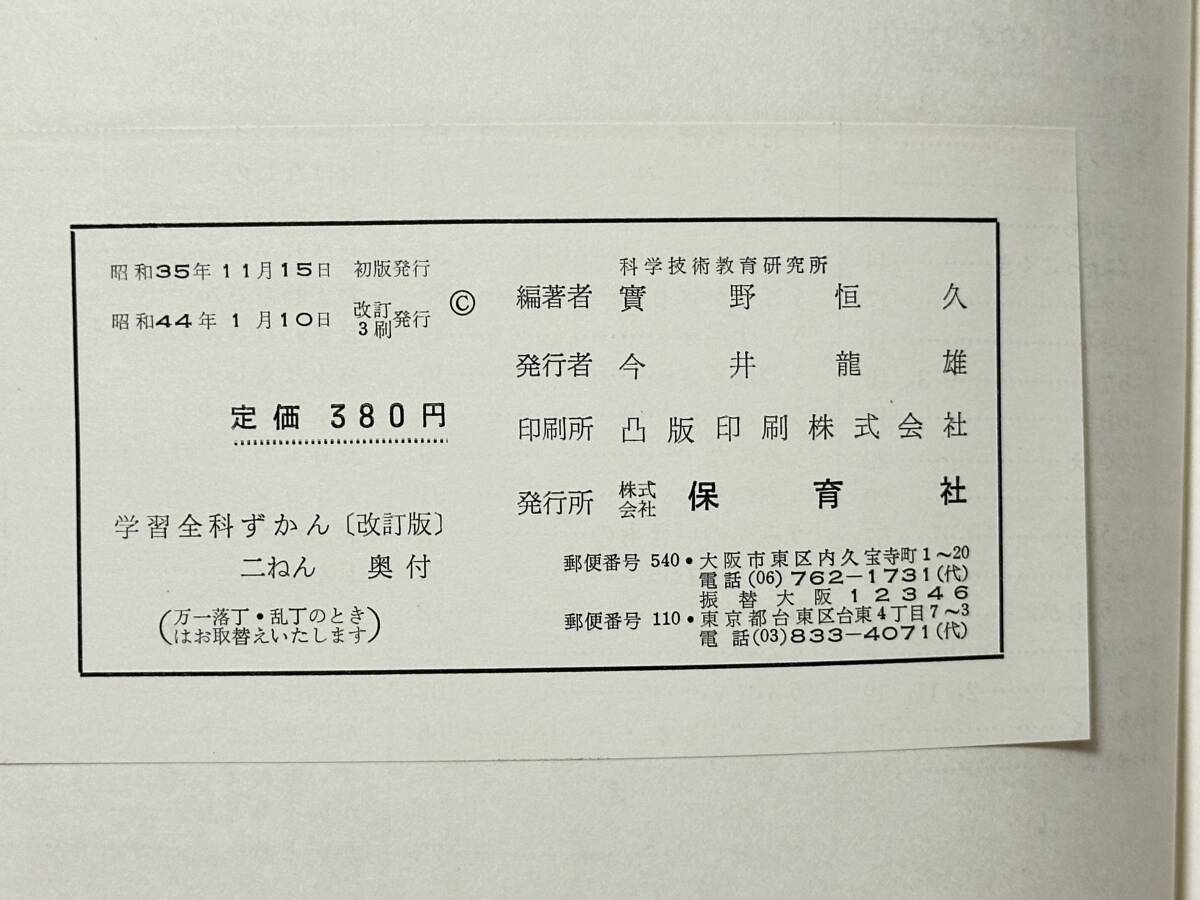 昭和35年11月15日 初版発行
昭和44年1月10日 改訂3刷発行
©
定価 380円
学習全科ずかん〔改訂版〕
二ねん 奥付
(万一落丁・乱丁のとき
はお取替えいたします)
科学技術教育研究所
編著者 實野恒久
発行者 今井龍雄
印刷所 凸版印刷株式会社
発行所 株式会社 保育社
郵便番号 540・大阪市東区内久宝寺町1〜20
電話(06)762-1731(代)
振替大阪12346
郵便番号 110・東京都台東区台東4丁目7〜3
電話(03)833-4071(代)